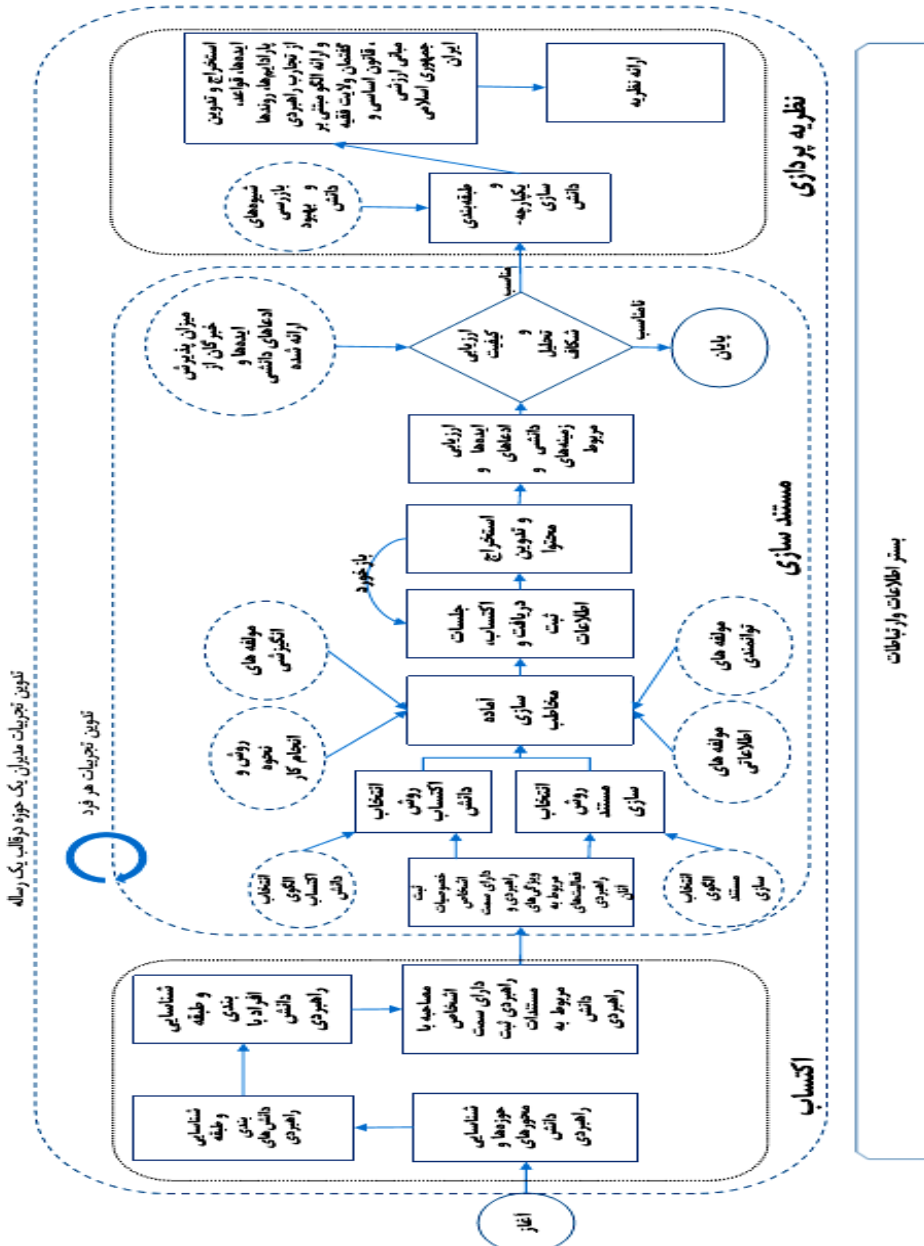 تدوین تجربیات مدیران یک حوزه درقالب یک رساله
تدوین تجربیات هر فرد
آغاز
شناسایی
حوزه‌ها و
محورهای
دانش
راهبردی
شناسایی
وطبقه
بندی
دانش‌های
راهبردی
شناسایی
و طبقه
بندی
افراد با
دانش
راهبردی
مصاحبه با
اشخاص
دارای سمت
راهبردی ثبت
مستندات
مربوط به
دانش
راهبردی
اکتساب
ثبت
خصوصیات
اشخاص
دارای سمت
راهبردی و
ویژگی‌های
مربوط به
فعالیت‌های
راهبردی
آنان
انتخاب
الگوی
اکتساب
دانش
انتخاب
الگوی
مستند
سازی
انتخاب
روش
اکتساب
دانش
انتخاب
روش
مستند
سازی
روش و
نحوه
انجام کار
مولفه های
انگیزشی
آماده
سازی
مخاطب
مولفه های
اطلاعاتی
مولفه های
توانمندی
جلسات
اکتساب،
دریافت و
ثبت
اطلاعات
بازخورد
استخراج
و تدوین
محتوا
ارزیابی
ایده‌ها و
ادعاهای
دانشی و
زمینه‌های
مربوط
میزان پذیرش
خبرگان از
ایده‌ها و
ادعاهای دانشی
ارائه شده
ارزیابی
کیفیت
و
تحلیل
شکاف
مناسب
نامناسب
پایان
مستند سازی
شیوه‌های
بازرسی
و بهبود
دانش
یکپارچه-
سازی
و
طبقه‌بندی
دانش
استخراج و تدوین
ایده‌ها، قواعد،
پارادایم‌ها، روندها
از تجارب راهبردی
و ارائه الگو مبتنی بر
گفتمان ولایت فقیه
، قانون اساسی و
مبانی ارزشی
جمهوری اسلامی
ایران
ارائه نظریه
نظریه پردازی
بستر اطلاعات وارتباطات